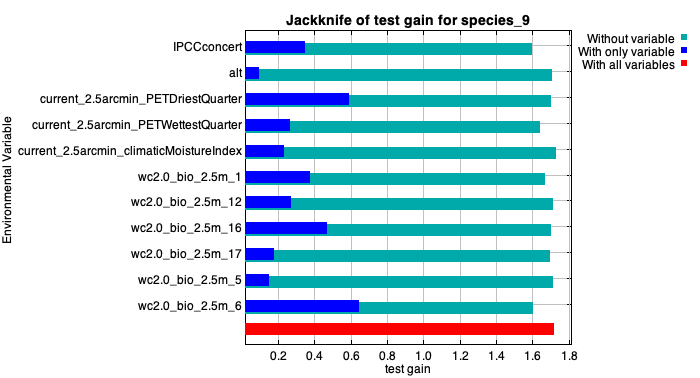 Jackknife of test gain for species_9
Without variable
With only variable
With all variables
Environmental Variable
IPCCconcert
alt
current_2.5arcmin_PETDriestQuarter
current_2.5arcmin_PETWettestQuarter
current_2.5arcmin_climaticMoistureIndex
wc2.0_bio_2.5m_1
wc2.0_bio_2.5m_12
wc2.0_bio_2.5m_16
wc2.0_bio_2.5m_17
wc2.0_bio_2.5m_5
wc2.0_bio_2.5m_6
0.2 0.4 0.6 0.8 1.0 1.2 1.4 1.6 1.8
test gain